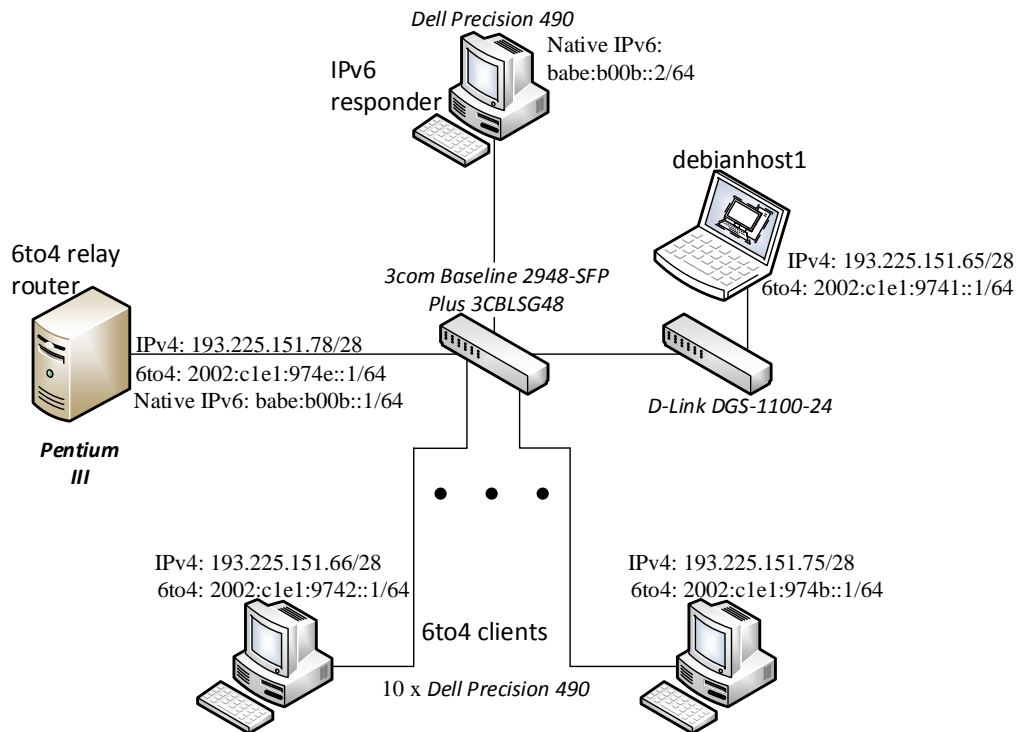 Dell Precision 490
Native IPv6:
babe:b00b::2/64
IPv6
responder
debianhost1
IPv4: 193.225.151.65/28
6to4: 2002:c1e1:9741::1/64
6to4 relay
router
3com Baseline 2948-SFP
Plus 3CBLSG48
IPv4: 193.225.151.78/28
6to4: 2002:c1e1:974e::1/64
Native IPv6: babe:b00b::1/64
D-Link DGS-1100-24
Pentium
III
IPv4: 193.225.151.66/28
6to4: 2002:c1e1:9742::1/64
IPv4: 193.225.151.75/28
6to4: 2002:c1e1:974b::1/64
6to4 clients
10 x Dell Precision 490